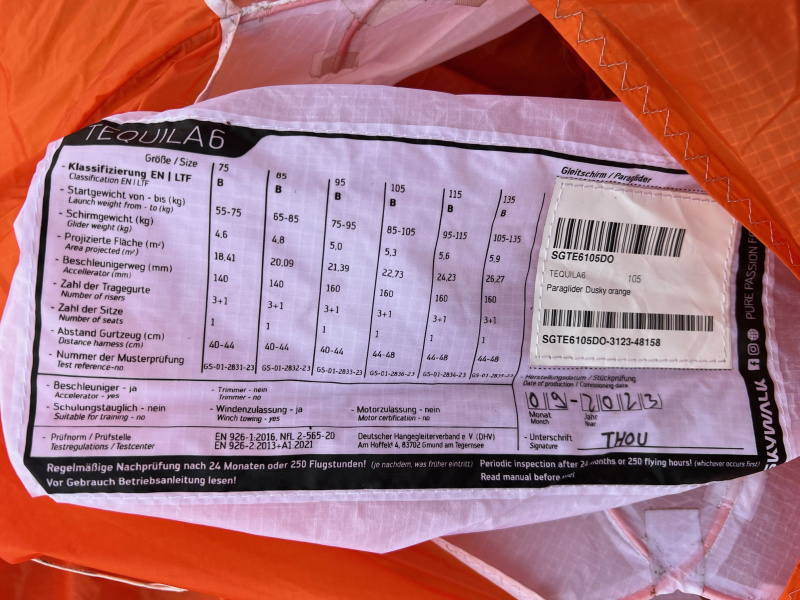 TEQUILA6
Größe / Size 75 85 95 105 115 135
- Klassifizierung EN | LTF B B B B B B
Classification EN | LTF
- Startgewicht von - bis (kg) 55-75 65-85 75-95 85-105 95-115 105-135
Launch weight from - to (kg)
- Schirmgewicht (kg) 4.6 4,8 5,0 5,3 5,6 5,9
Glider weight (kg)
- Projizierte Fläche (m²) 18,41 20,09 21,39 22,73 24,23 26,27
Area projected (m²)
- Beschleunigerweg (mm) 140 140 160 160 160 160
Accellerator (mm)
- Zahl der Tragegurte 3+1 3+1 3+1 3+1 3+1 3+1
Number of risers
- Zahl der Sitze 1 1 1 1 1 1
Number of seats
- Abstand Gurtzeug (cm) 40-44 40-44 44-48 44-48 44-48 44-48
Distance harness (cm)
- Nummer der Musterprüfung GS-01-2831-23 GS-01-2832-23 GS-01-2833-23 GS-01-2836-23 GS-01-2834-23 GS-01-2835-23
Test reference-no
- Beschleuniger - ja - Trimmer - nein
Accelerator - yes Trimmer - no
- Schulungstauglich - nein - Windenzulassung - ja - Motorzulassung - nein
Suitable for training - no Winch towing - yes Motor certification - no
- Prüfnorm / Prüfstelle EN 926-1:2016, NfL 2-565-20 Deutscher Hängegleiterverband e.V. (DHV)
Testregulations / Testcenter EN 926-2:2013+A1:2021 Am Hoffeld 4, 83702 Gmund am Tegernsee
Regelmäßige Nachprüfung nach 24 Monaten oder 250 Flugstunden! (je nachdem, was früher eintritt) Periodic inspection after 24 months or 250 flying hours! (whichever occurs first)
Vor Gebrauch Betriebsanleitung lesen! Read manual before
Gleitschirm / Paraglider
SGTE6105DO
TEQUILA6 105
Paraglider Dusky orange
SGTE6105DO-3123-48158
- Herstellungsdatum / Stückprüfung
Date of production / Commissioning date
09-2023
Monat Jahr
Month Year
- Unterschrift THOU
Signature
PURE PASSION F
SKYWALK